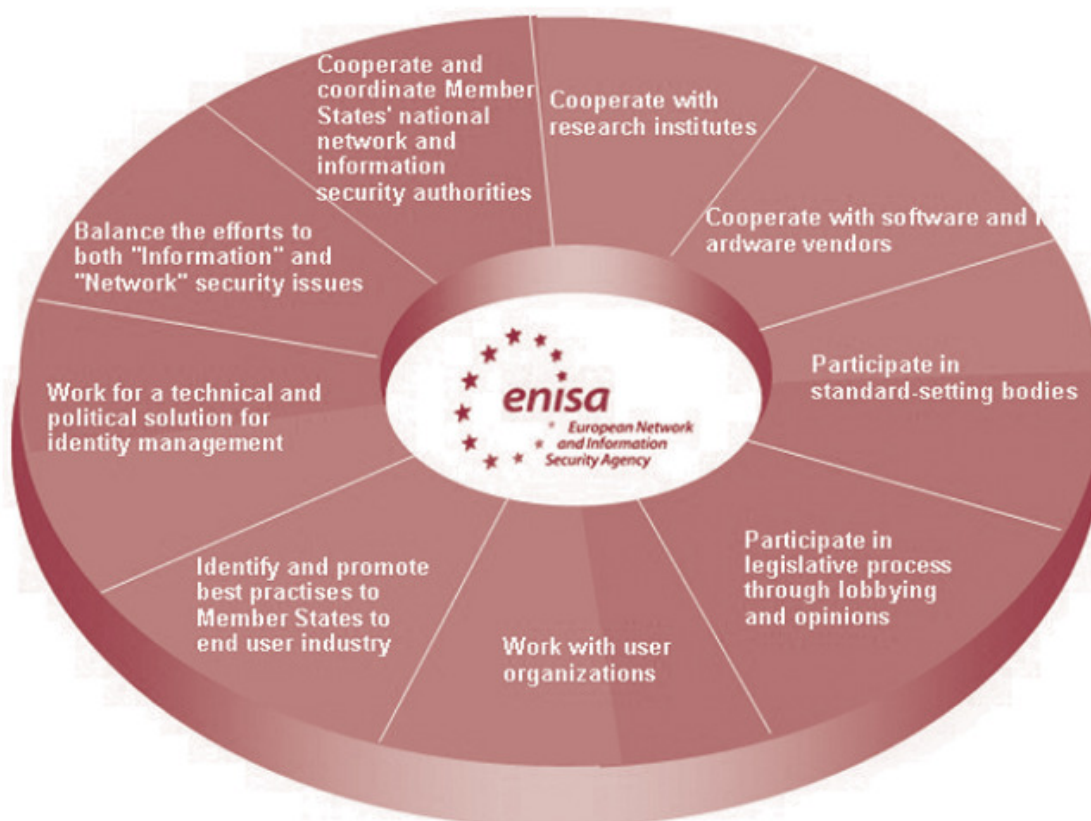 Cooperate and
coordinate Member
States' national
network and
information
security authorities
Cooperate with
research institutes
Cooperate with software and h
ardware vendors
Participate in
standard-setting bodies
Participate in
legislative process
through lobbying
and opinions
Work with user
organizations
Identify and promote
best practises to
Member States to
end user industry
Work for a technical and
political solution for
identity management
Balance the efforts to
both "Information" and
"Network" security issues
enisa
European Network
and Information
Security Agency